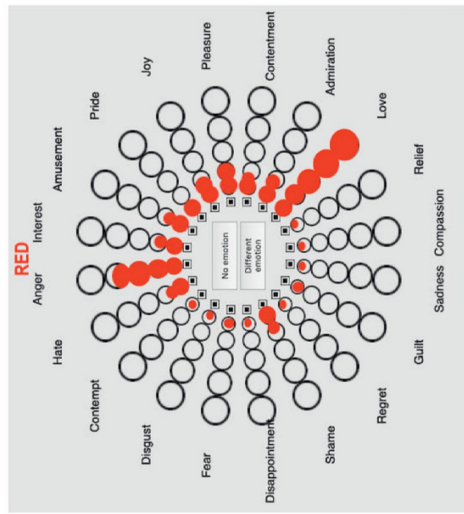 RED
Anger
Interest
Amusement
Pride
Joy
Pleasure
Contentment
Admiration
Love
Relief
Compassion
Sadness
Guilt
Regret
Shame
Disappointment
Fear
Disgust
Contempt
Hate
No emotion
Different
emotion